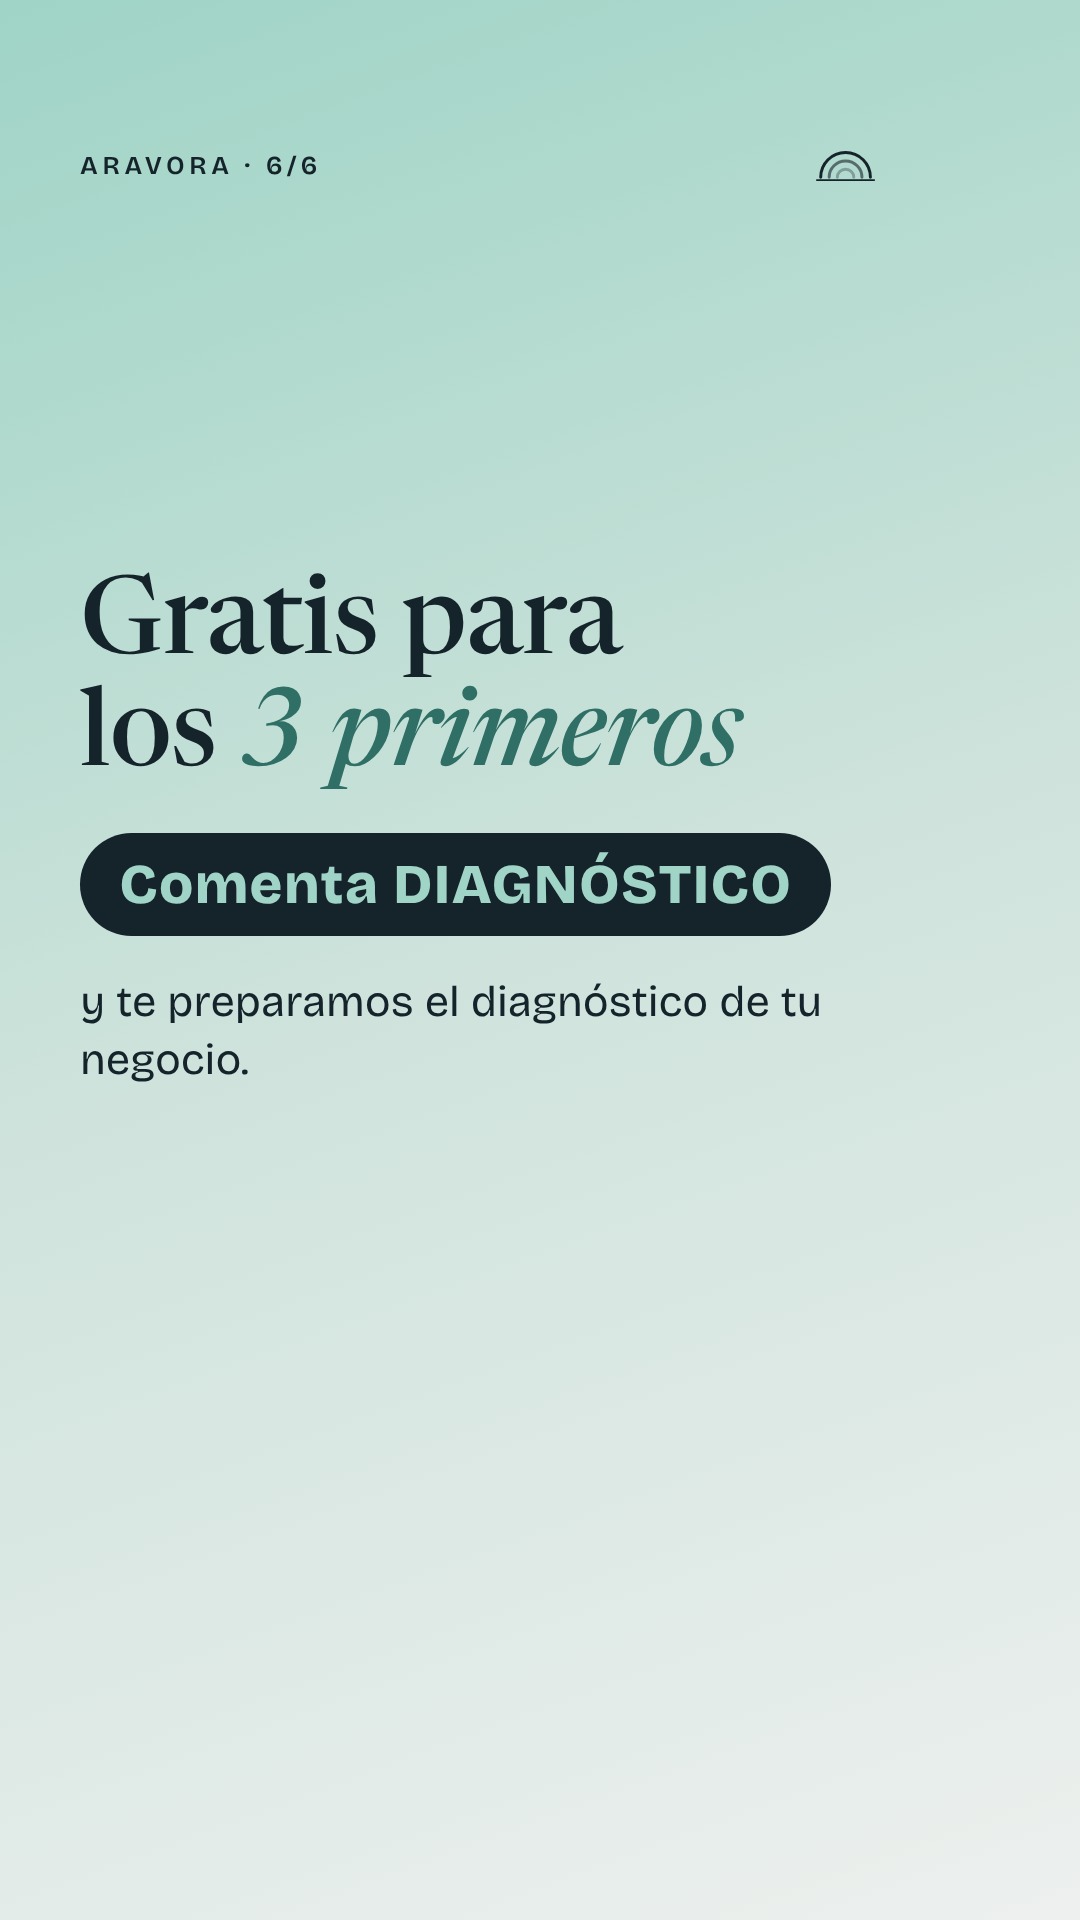 ARAVORA · 6/6
Gratis para
los 3 primeros
Comenta DIAGNÓSTICO
y te preparamos el diagnóstico de tu
negocio.